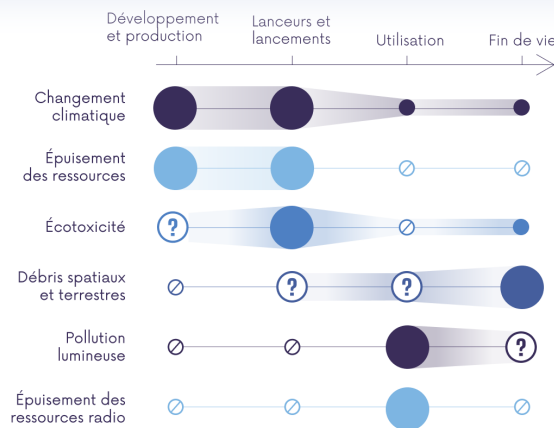 Développement
et production
Lanceurs et
lancements
Utilisation
Fin de vie
Changement
climatique
Épuisement
des ressources
Écotoxicité
?
Débris spatiaux
et terrestres
?
?
Pollution
lumineuse
?
Épuisement des
ressources radio